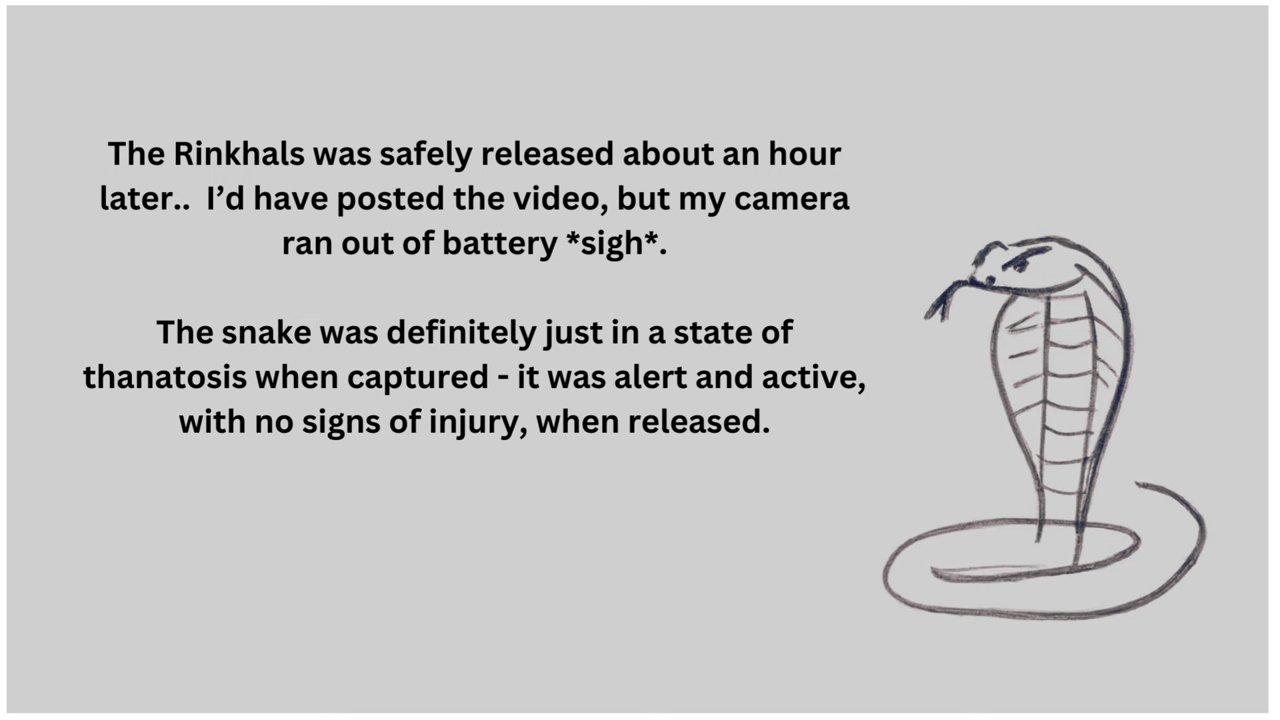 The Rinkhals was safely released about an hour
later..  I’d have posted the video, but my camera
ran out of battery *sigh*.
The snake was definitely just in a state of
thanatosis when captured - it was alert and active,
with no signs of injury, when released.